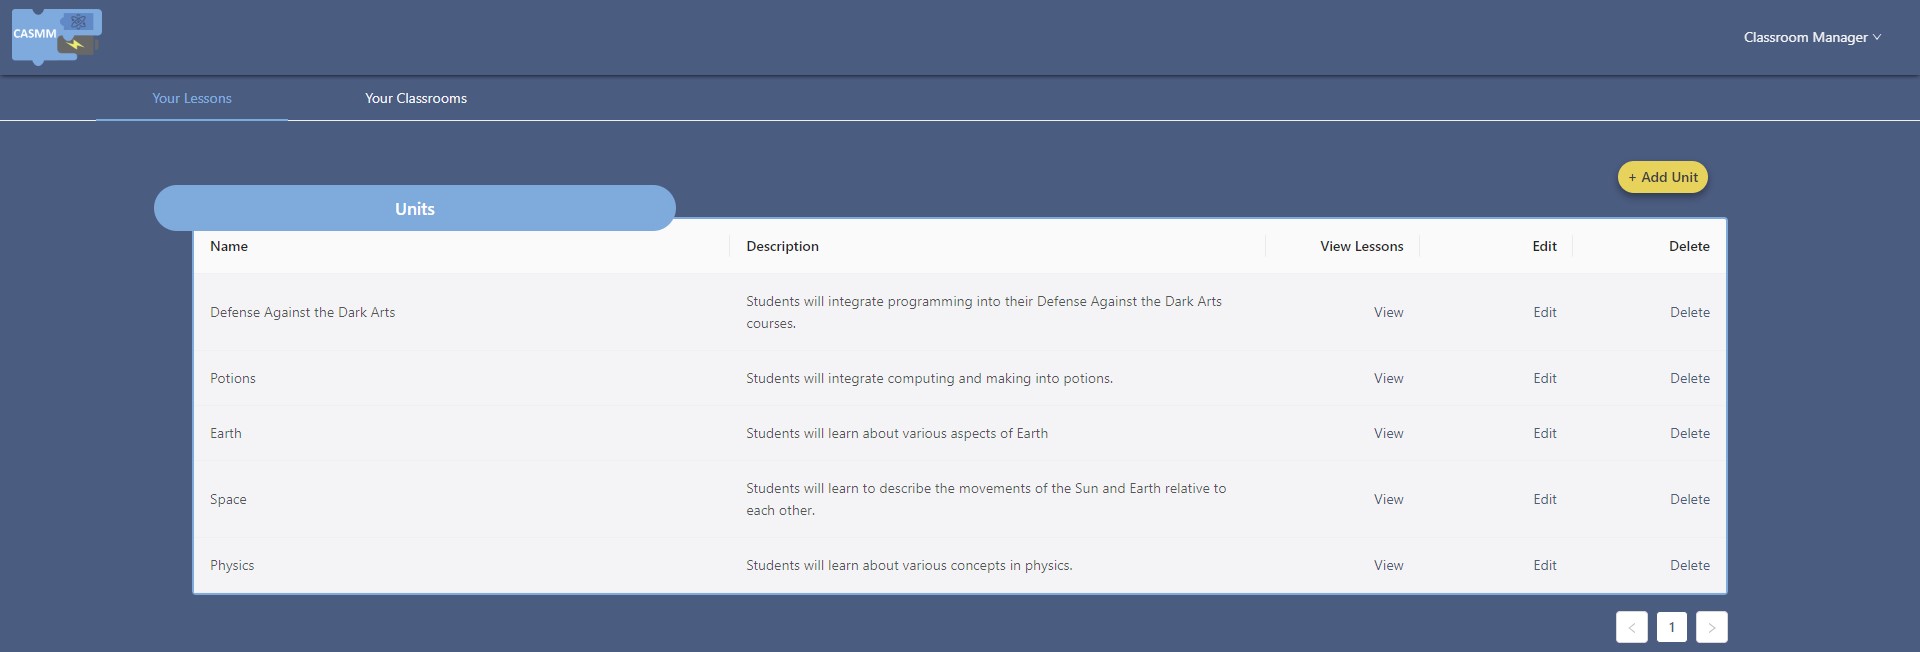 CASMM
Classroom Manager
Your Lessons Your Classrooms
+ Add Unit
Units
Name Description View Lessons Edit Delete
Defense Against the Dark Arts Students will integrate programming into their Defense Against the Dark Arts View Edit Delete
courses.
Potions Students will integrate computing and making into potions. View Edit Delete
Earth Students will learn about various aspects of Earth View Edit Delete
Space Students will learn to describe the movements of the Sun and Earth relative to View Edit Delete
each other.
Physics Students will learn about various concepts in physics. View Edit Delete
< 1 >